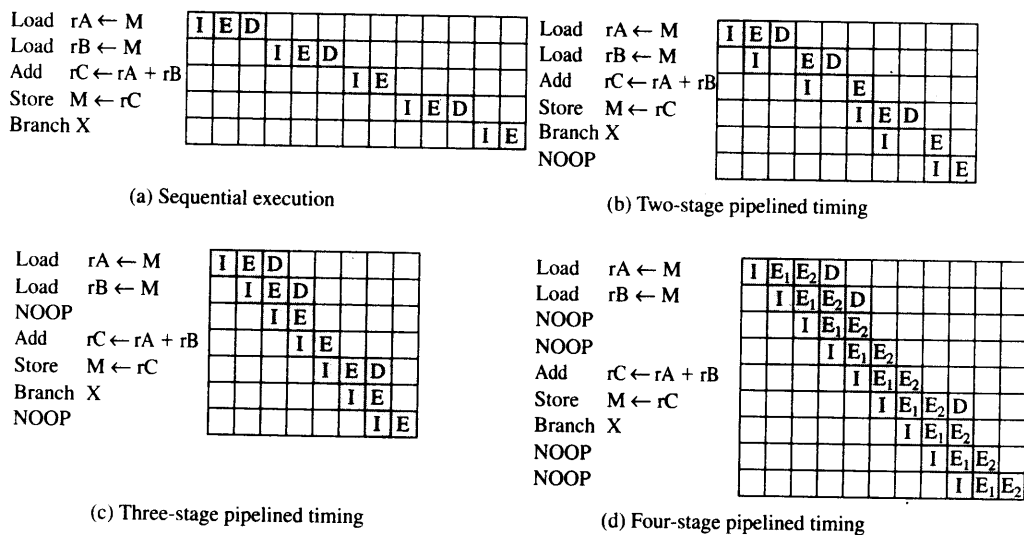 Load rA ← M I E D
Load rB ← M I E D
Add rC ← rA + rB I E
Store M ← rC I E D
Branch X I E
(a) Sequential execution
Load rA ← M I E D
Load rB ← M I E D
Add rC ← rA + rB I E
Store M ← rC I E D
Branch X I E
NOOP I E
(b) Two-stage pipelined timing
Load rA ← M I E D
Load rB ← M I E D
NOOP I E
Add rC ← rA + rB I E
Store M ← rC I E D
Branch X I E
NOOP I E
(c) Three-stage pipelined timing
Load rA ← M I E₁ E₂ D
Load rB ← M I E₁ E₂ D
NOOP I E₁ E₂
NOOP I E₁ E₂
Add rC ← rA + rB I E₁ E₂
Store M ← rC I E₁ E₂ D
Branch X I E₁ E₂
NOOP I E₁ E₂
NOOP I E₁ E₂
(d) Four-stage pipelined timing